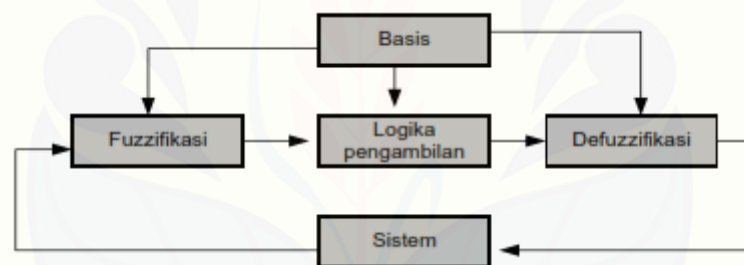 Basis
Fuzzifikasi
Logika
pengambilan
Defuzzifikasi
Sistem